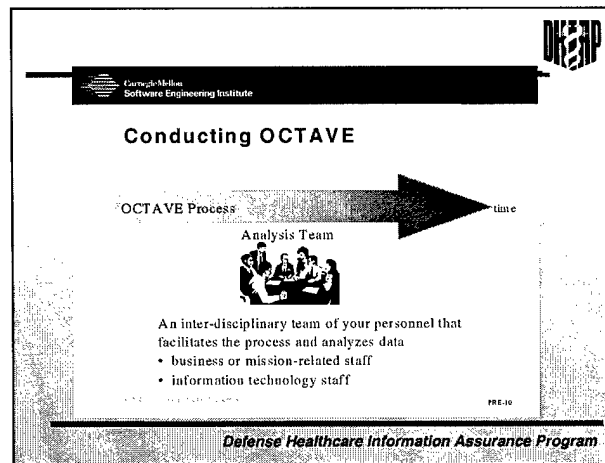 DHIAP
Carnegie Mellon
Software Engineering Institute
Conducting OCTAVE
OCTAVE Process
time
Analysis Team
An inter-disciplinary team of your personnel that
facilitates the process and analyzes data
• business or mission-related staff
• information technology staff
PRE-10
Defense Healthcare Information Assurance Program